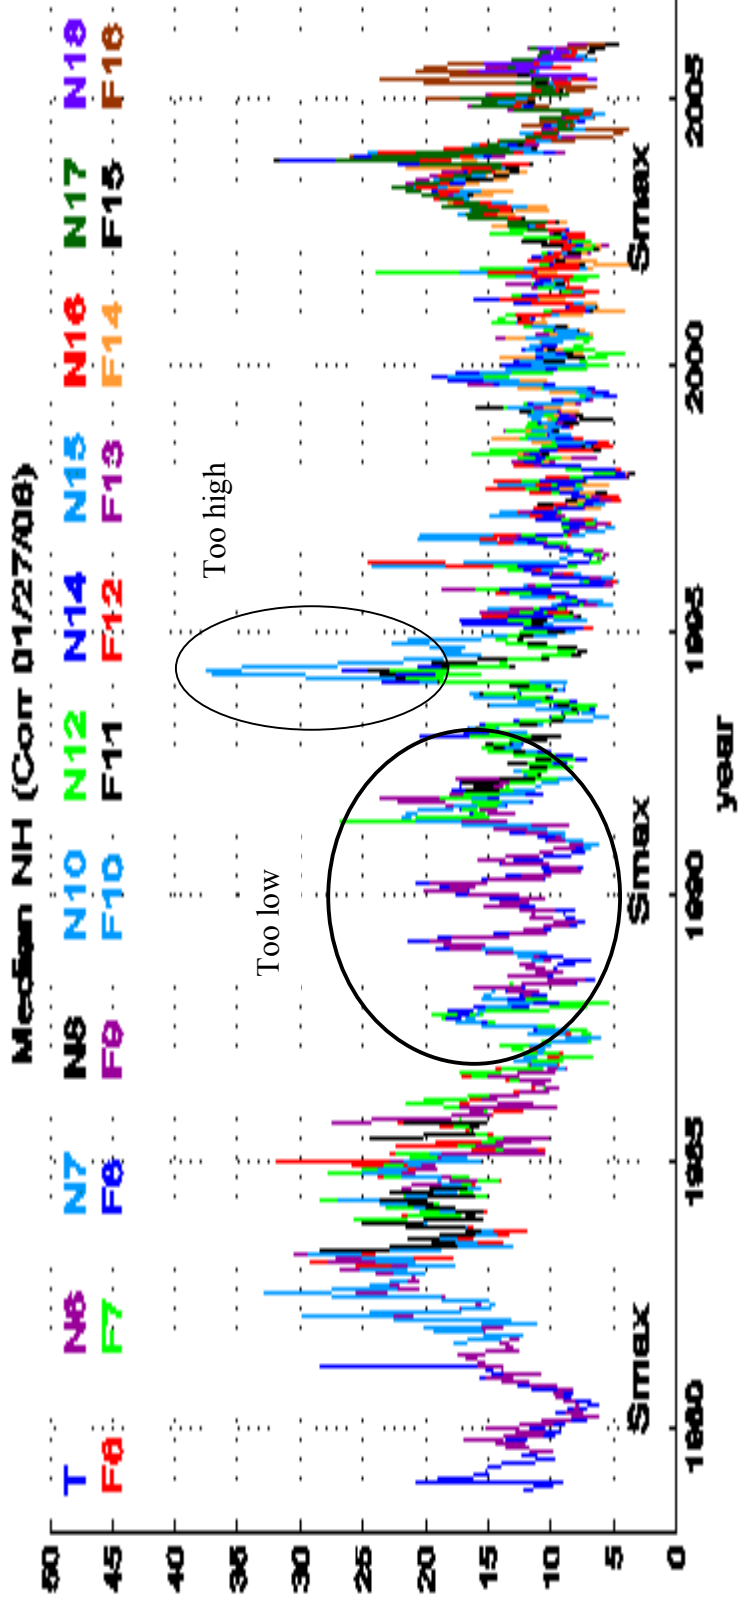 Median NH (Corr 01/27/06)
T N6 N7 N8 N10 N12 N14 N15 N16 N17 N18
F6 F7 F8 F9 F10 F11 F12 F13 F14 F15 F16
50
45
40
35
30
25
20
15
10
5
0
Too high
Too low
Smax Smax Smax
1980 1985 1990 1995 2000 2005
year